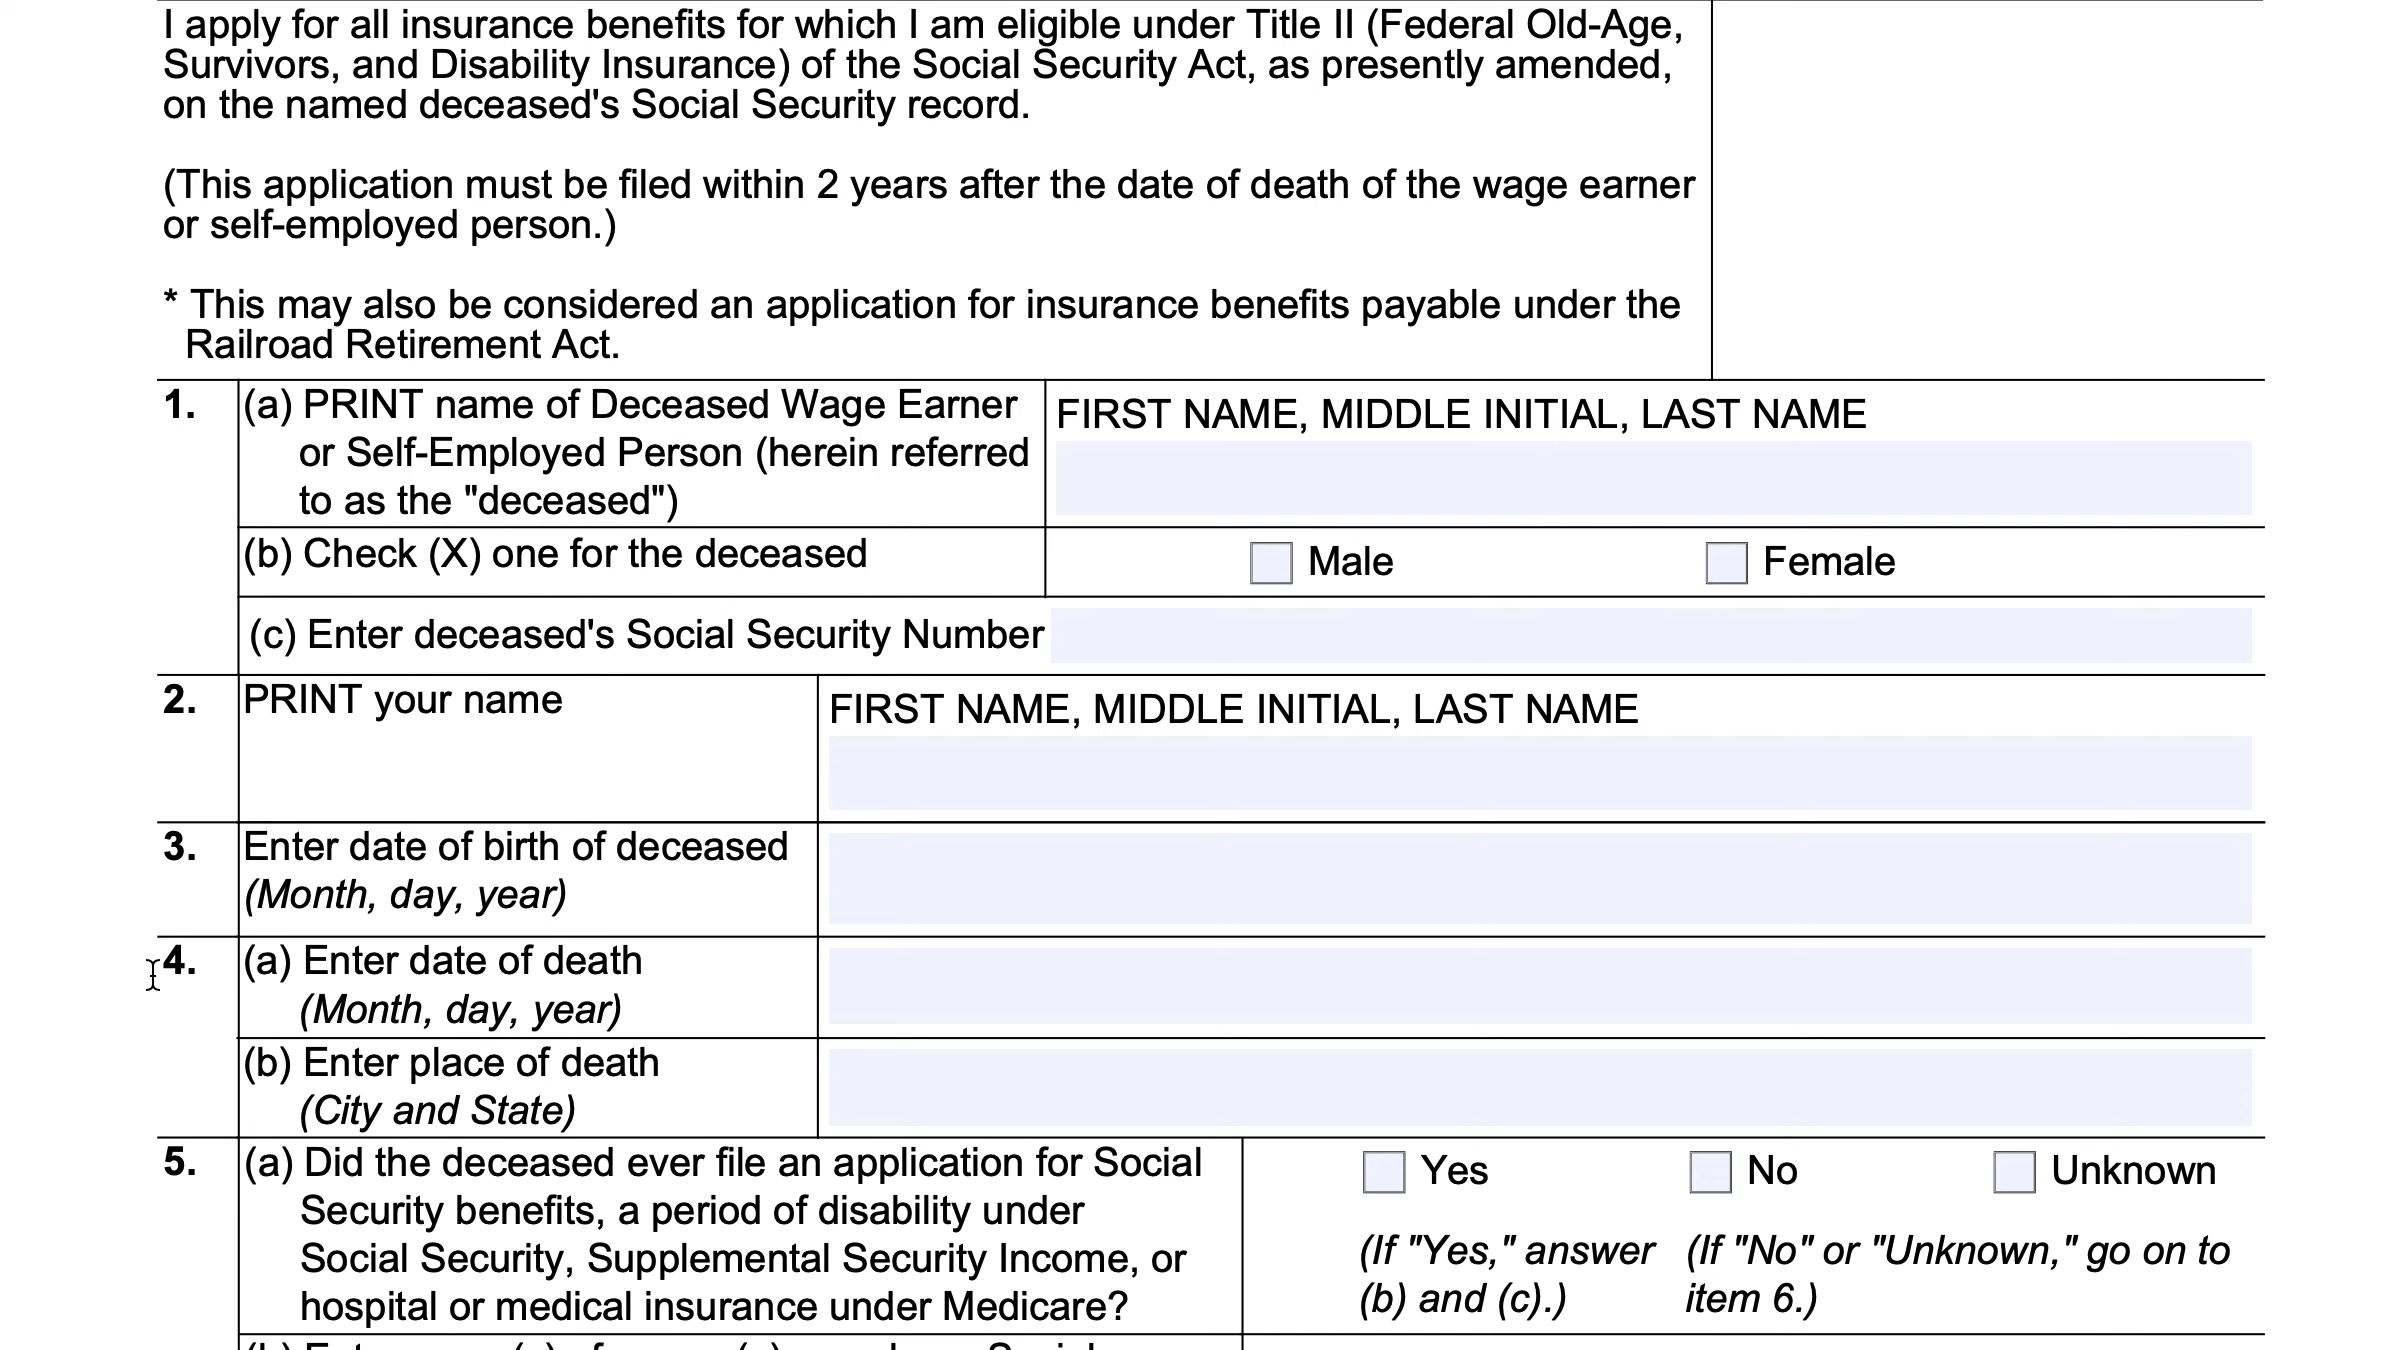 I apply for all insurance benefits for which I am eligible under Title II (Federal Old-Age,
Survivors, and Disability Insurance) of the Social Security Act, as presently amended,
on the named deceased's Social Security record.
(This application must be filed within 2 years after the date of death of the wage earner
or self-employed person.)
* This may also be considered an application for insurance benefits payable under the
Railroad Retirement Act.
1. (a) PRINT name of Deceased Wage Earner
or Self-Employed Person (herein referred
to as the "deceased")
FIRST NAME, MIDDLE INITIAL, LAST NAME
(b) Check (X) one for the deceased
Male Female
(c) Enter deceased's Social Security Number
2. PRINT your name
FIRST NAME, MIDDLE INITIAL, LAST NAME
3. Enter date of birth of deceased
(Month, day, year)
4. (a) Enter date of death
(Month, day, year)
(b) Enter place of death
(City and State)
5. (a) Did the deceased ever file an application for Social
Security benefits, a period of disability under
Social Security, Supplemental Security Income, or
hospital or medical insurance under Medicare?
Yes No Unknown
(If "Yes," answer
(b) and (c).)
(If "No" or "Unknown," go on to
item 6.)